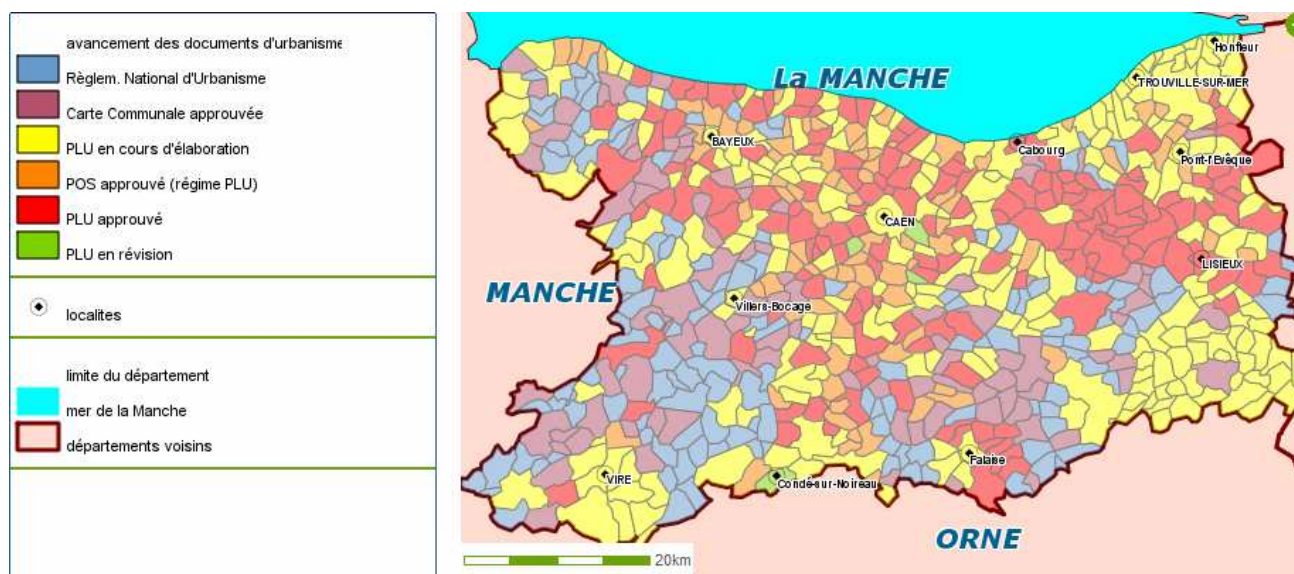 avancement des documents d'urbanisme
Règlem. National d'Urbanisme
Carte Communale approuvée
PLU en cours d'élaboration
POS approuvé (régime PLU)
PLU approuvé
PLU en révision
localites
limite du département
mer de la Manche
départements voisins
Honfleur
La MANCHE
TROUVILLE-SUR-MER
BAYEUX
Cabourg
Pont-l'Evêque
CAEN
LISIEUX
MANCHE
Villers-Bocage
Falaise
VIRE
Condé-sur-Noireau
ORNE
20km